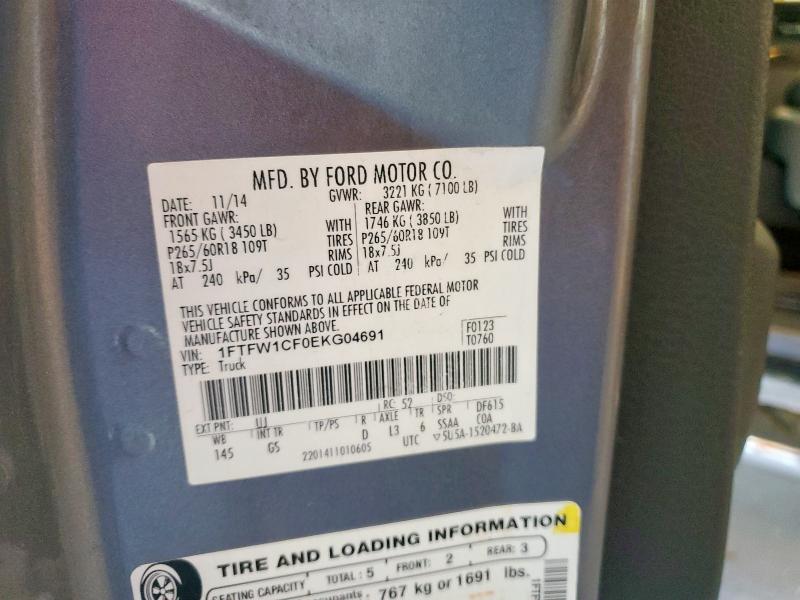 MFD. BY FORD MOTOR CO.
DATE: 11/14 GVWR: 3221 KG ( 7100 LB)
FRONT GAWR: REAR GAWR:
1565 KG ( 3450 LB) WITH 1746 KG ( 3850 LB) WITH
P265/60R18 109T TIRES P265/60R18 109T TIRES
18x7.5J RIMS 18x7.5J RIMS
AT 240 kPa/ 35 PSI COLD AT 240 kPa/ 35 PSI COLD
THIS VEHICLE CONFORMS TO ALL APPLICABLE FEDERAL MOTOR
VEHICLE SAFETY STANDARDS IN EFFECT ON THE DATE OF
MANUFACTURE SHOWN ABOVE.
VIN: 1FTFW1CF0EKG04691 F0123
TYPE: Truck T0760
EXT PNT: UJ RC: 52 DSO:
WB INT TR TP/PS R AXLE TR SPR DF615
145 GS D L3 6 SSAA COA
2201411010605 UTC ▽5U5A-1520472-BA
TIRE AND LOADING INFORMATION
SEATING CAPACITY TOTAL : 5 FRONT: 2 REAR: 3
767 kg or 1691 lbs.